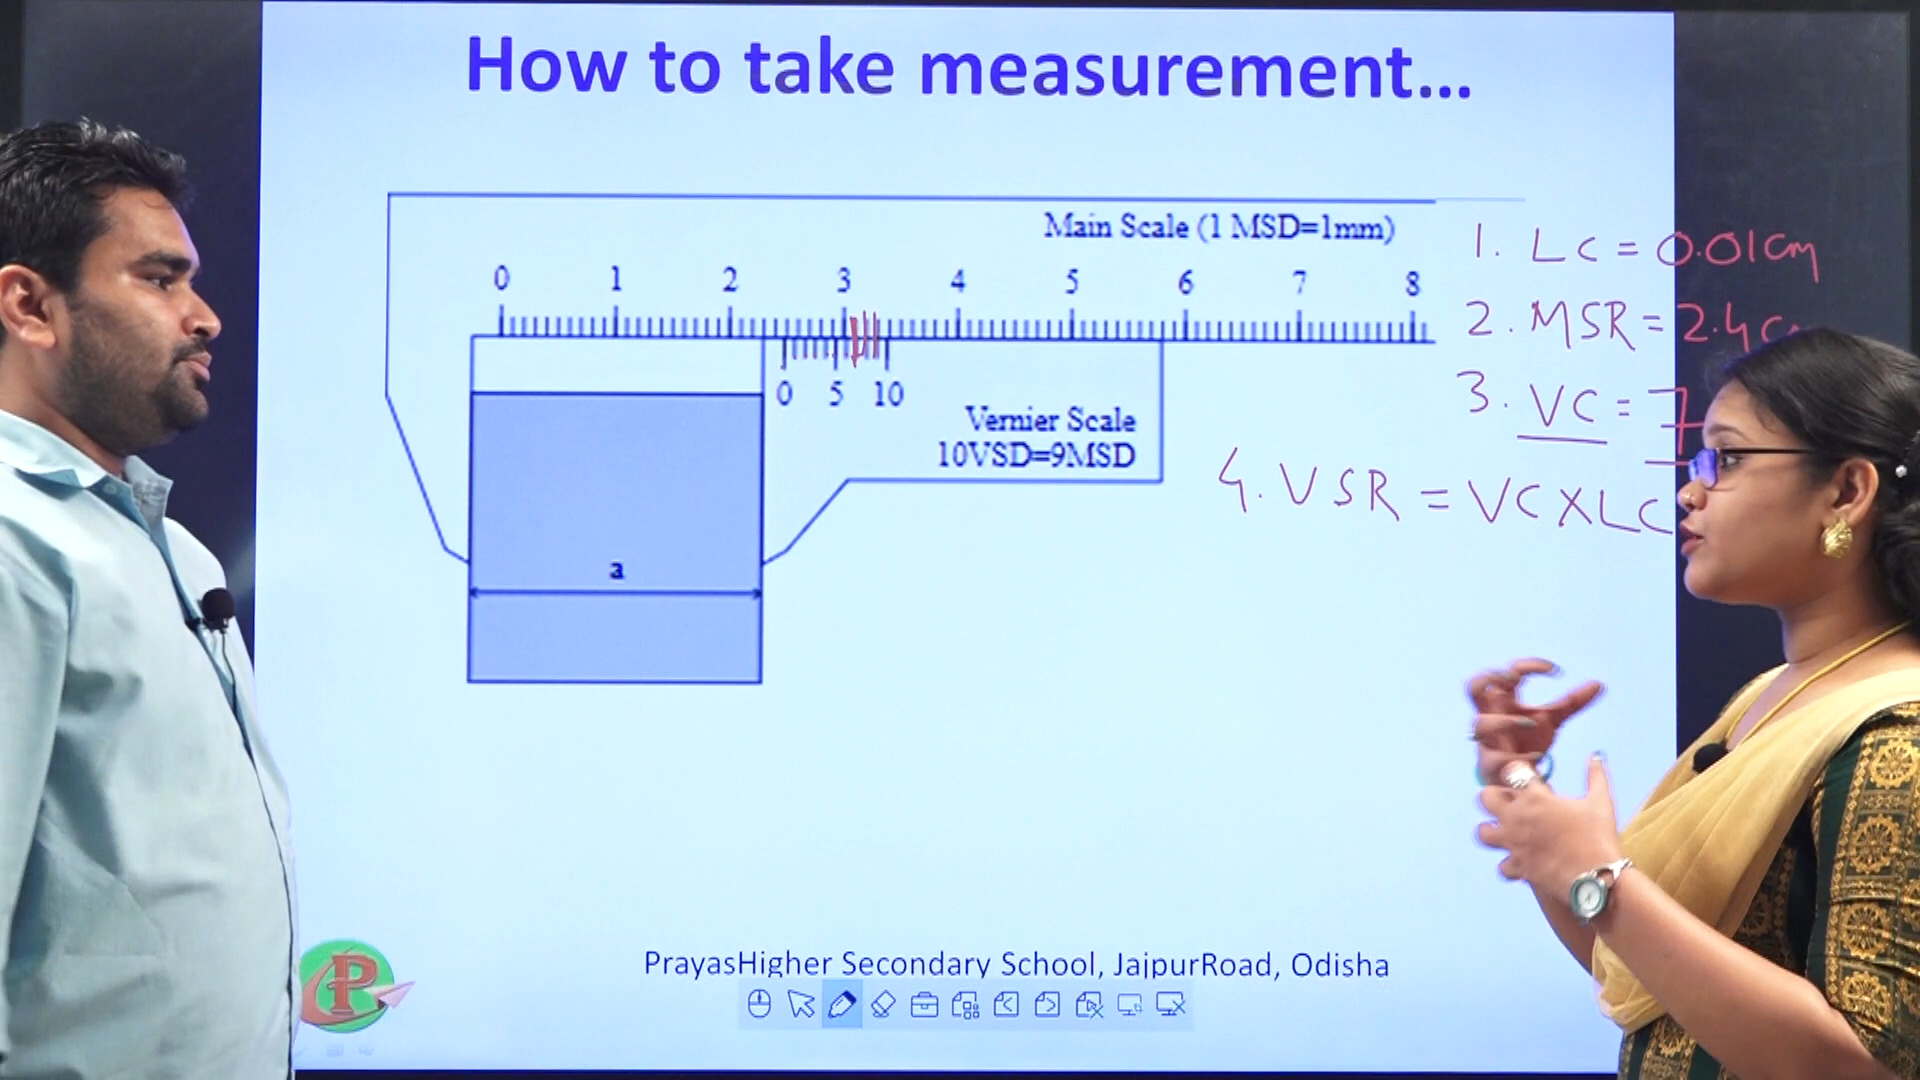 How to take measurement...
Main Scale (1 MSD=1mm)
0 1 2 3 4 5 6 7 8
0 5 10
Vernier Scale
10VSD=9MSD
a
1. LC = 0.01cm
2. MSR = 2.4c
3. VC = 7
4. VSR = VC X LC
PrayasHigher Secondary School, JajpurRoad, Odisha
P